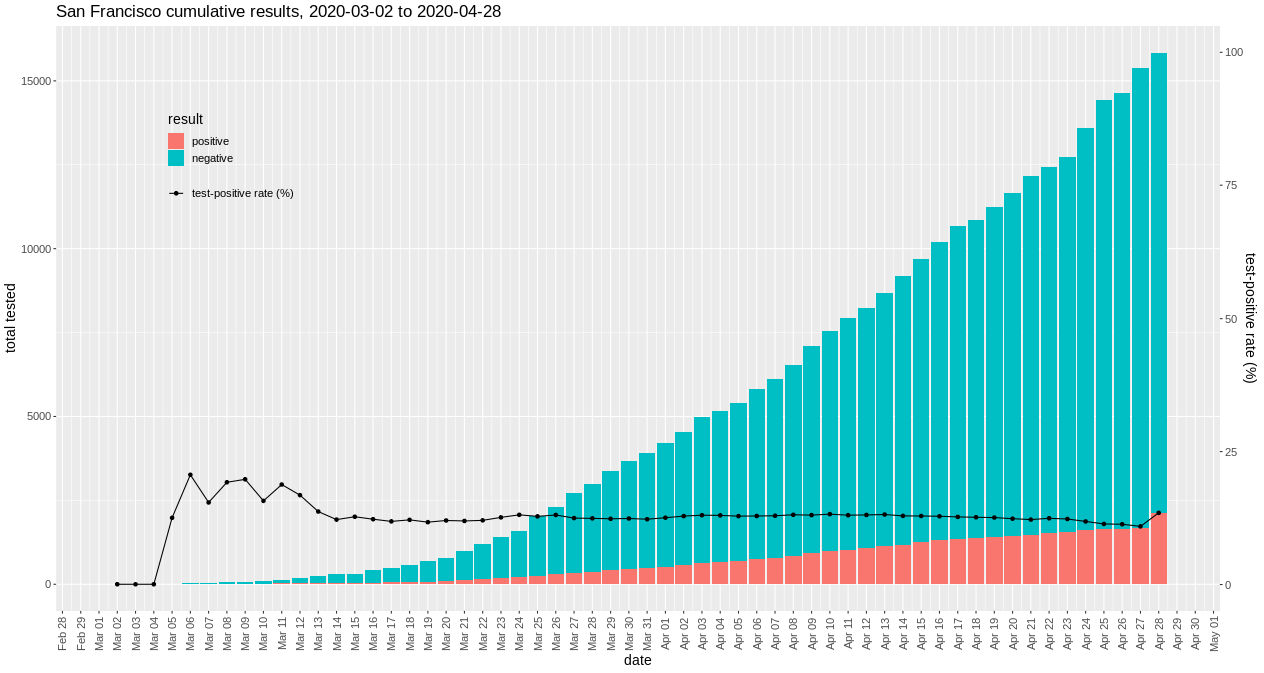 San Francisco cumulative results, 2020-03-02 to 2020-04-28
total tested
15000
10000
5000
0
result
positive
negative
test-positive rate (%)
100
75
50
25
0
test-positive rate (%)
Feb 28
Feb 29
Mar 01
Mar 02
Mar 03
Mar 04
Mar 05
Mar 06
Mar 07
Mar 08
Mar 09
Mar 10
Mar 11
Mar 12
Mar 13
Mar 14
Mar 15
Mar 16
Mar 17
Mar 18
Mar 19
Mar 20
Mar 21
Mar 22
Mar 23
Mar 24
Mar 25
Mar 26
Mar 27
Mar 28
Mar 29
Mar 30
Mar 31
Apr 01
Apr 02
Apr 03
Apr 04
Apr 05
Apr 06
Apr 07
Apr 08
Apr 09
Apr 10
Apr 11
Apr 12
Apr 13
Apr 14
Apr 15
Apr 16
Apr 17
Apr 18
Apr 19
Apr 20
Apr 21
Apr 22
Apr 23
Apr 24
Apr 25
Apr 26
Apr 27
Apr 28
Apr 29
Apr 30
May 01
date